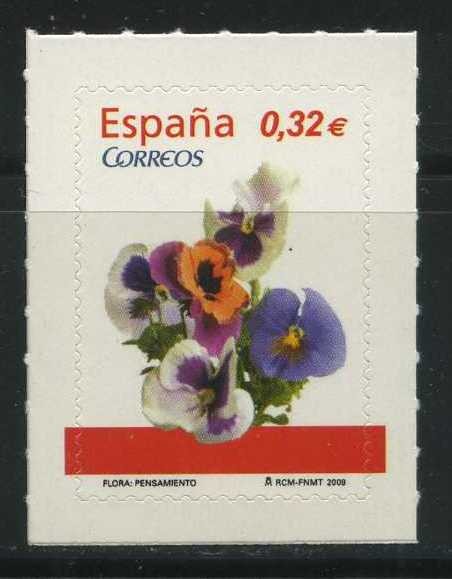 España 0,32 €
CORREOS
FLORA: PENSAMIENTO RCM-FNMT 2009